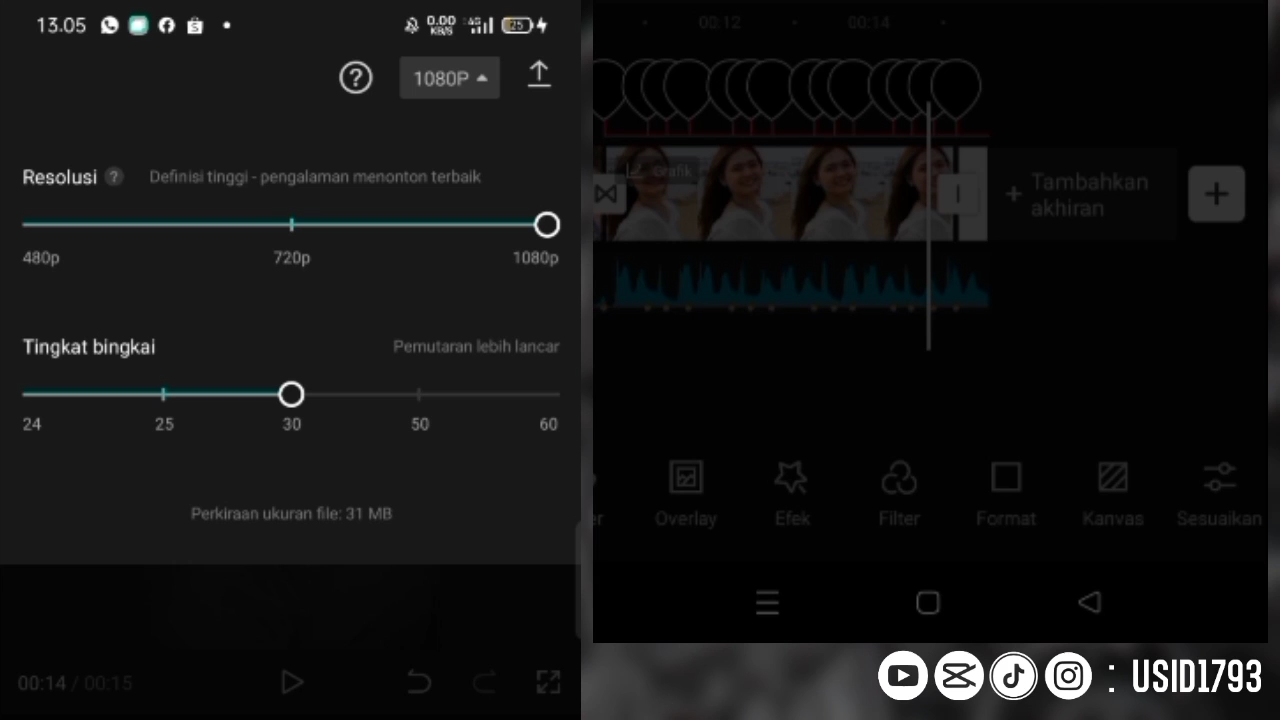 13.05
0.00
KB/S
4G
25
1080P
Resolusi ? Definisi tinggi - pengalaman menonton terbaik
480p 720p 1080p
Tingkat bingkai Pemutaran lebih lancar
24 25 30 50 60
Perkiraan ukuran file: 31 MB
00:14 / 00:15
00:12 00:14
Grafik
+ Tambahkan
akhiran
er Overlay Efek Filter Format Kanvas Sesuaikan
: USID1793